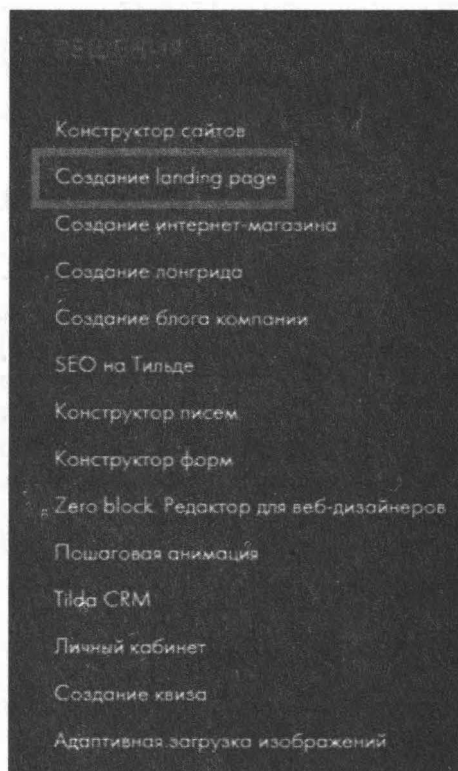 РЕШЕНИЯ
Конструктор сайтов
Создание landing page
Создание интернет-магазина
Создание лонгрида
Создание блога компании
SEO на Тильде
Конструктор писем
Конструктор форм
Zero block. Редактор для веб-дизайнеров
Пошаговая анимация
Tilda CRM
Личный кабинет
Создание квиза
Адаптивная загрузка изображений